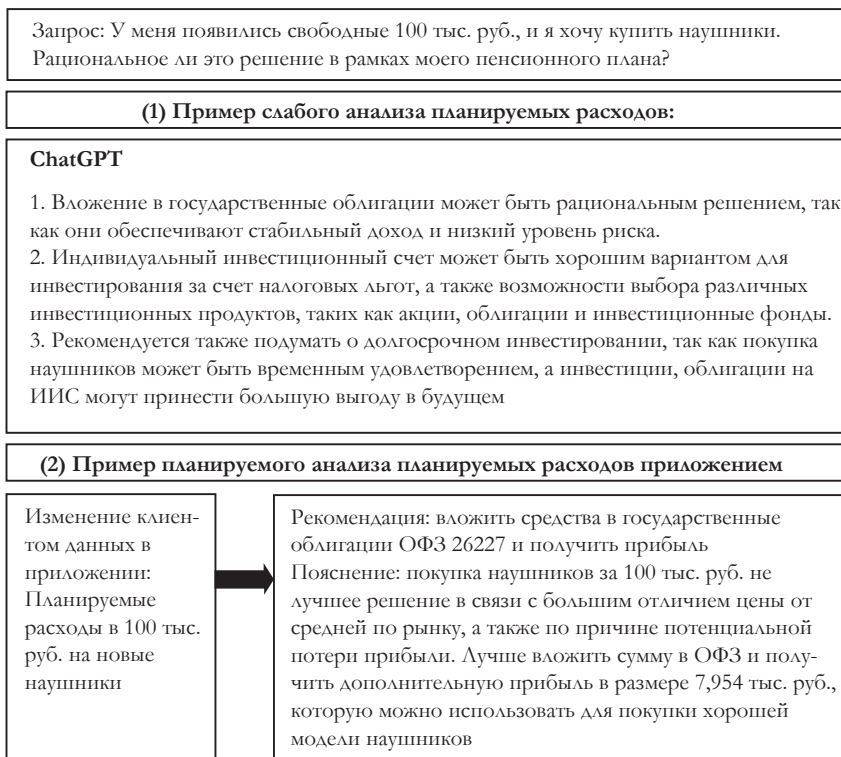 Запрос: У меня появились свободные 100 тыс. руб., и я хочу купить наушники.
Рациональное ли это решение в рамках моего пенсионного плана?
(1) Пример слабого анализа планируемых расходов:
ChatGPT
1. Вложение в государственные облигации может быть рациональным решением, так
как они обеспечивают стабильный доход и низкий уровень риска.
2. Индивидуальный инвестиционный счет может быть хорошим вариантом для
инвестирования за счет налоговых льгот, а также возможности выбора различных
инвестиционных продуктов, таких как акции, облигации и инвестиционные фонды.
3. Рекомендуется также подумать о долгосрочном инвестировании, так как покупка
наушников может быть временным удовлетворением, а инвестиции, облигации на
ИИС могут принести большую выгоду в будущем
(2) Пример планируемого анализа планируемых расходов приложением
Изменение клиен-
том данных в
приложении:
Планируемые
расходы в 100 тыс.
руб. на новые
наушники
Рекомендация: вложить средства в государственные
облигации ОФЗ 26227 и получить прибыль
Пояснение: покупка наушников за 100 тыс. руб. не
лучшее решение в связи с большим отличием цены от
средней по рынку, а также по причине потенциальной
потери прибыли. Лучше вложить сумму в ОФЗ и полу-
чить дополнительную прибыль в размере 7,954 тыс. руб.,
которую можно использовать для покупки хорошей
модели наушников